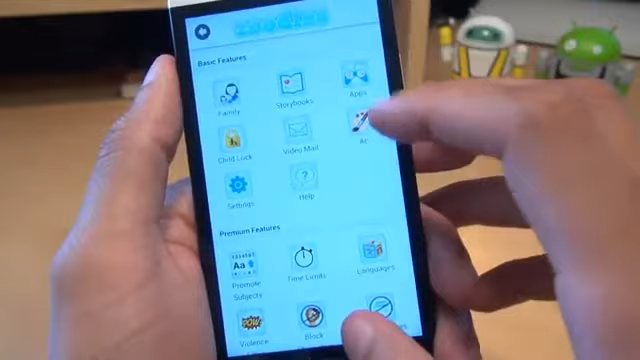 Basic Features
Family
Storybooks
Apps
Child Lock
Video Mail
Art
Settings
Help
Premium Features
Promote
Subjects
Time Limits
Languages
Violence
Block